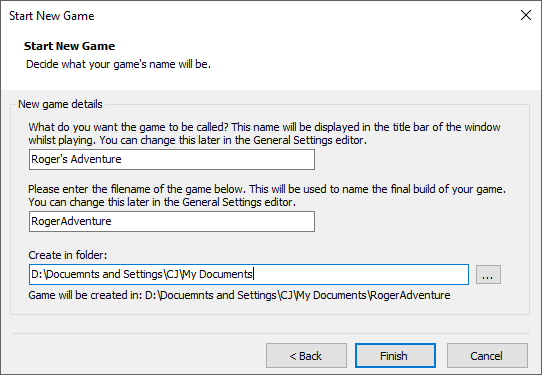 Start New Game
Start New Game
Decide what your game's name will be.
New game details
What do you want the game to be called? This name will be displayed in the title bar of the window
whilst playing. You can change this later in the General Settings editor.
Roger's Adventure
Please enter the filename of the game below. This will be used to name the final build of your game.
You can change this later in the General Settings editor.
RogerAdventure
Create in folder:
D:\Docuemnts and Settings\CJ\My Documents
...
Game will be created in: D:\Docuemnts and Settings\CJ\My Documents\RogerAdventure
< Back
Finish
Cancel